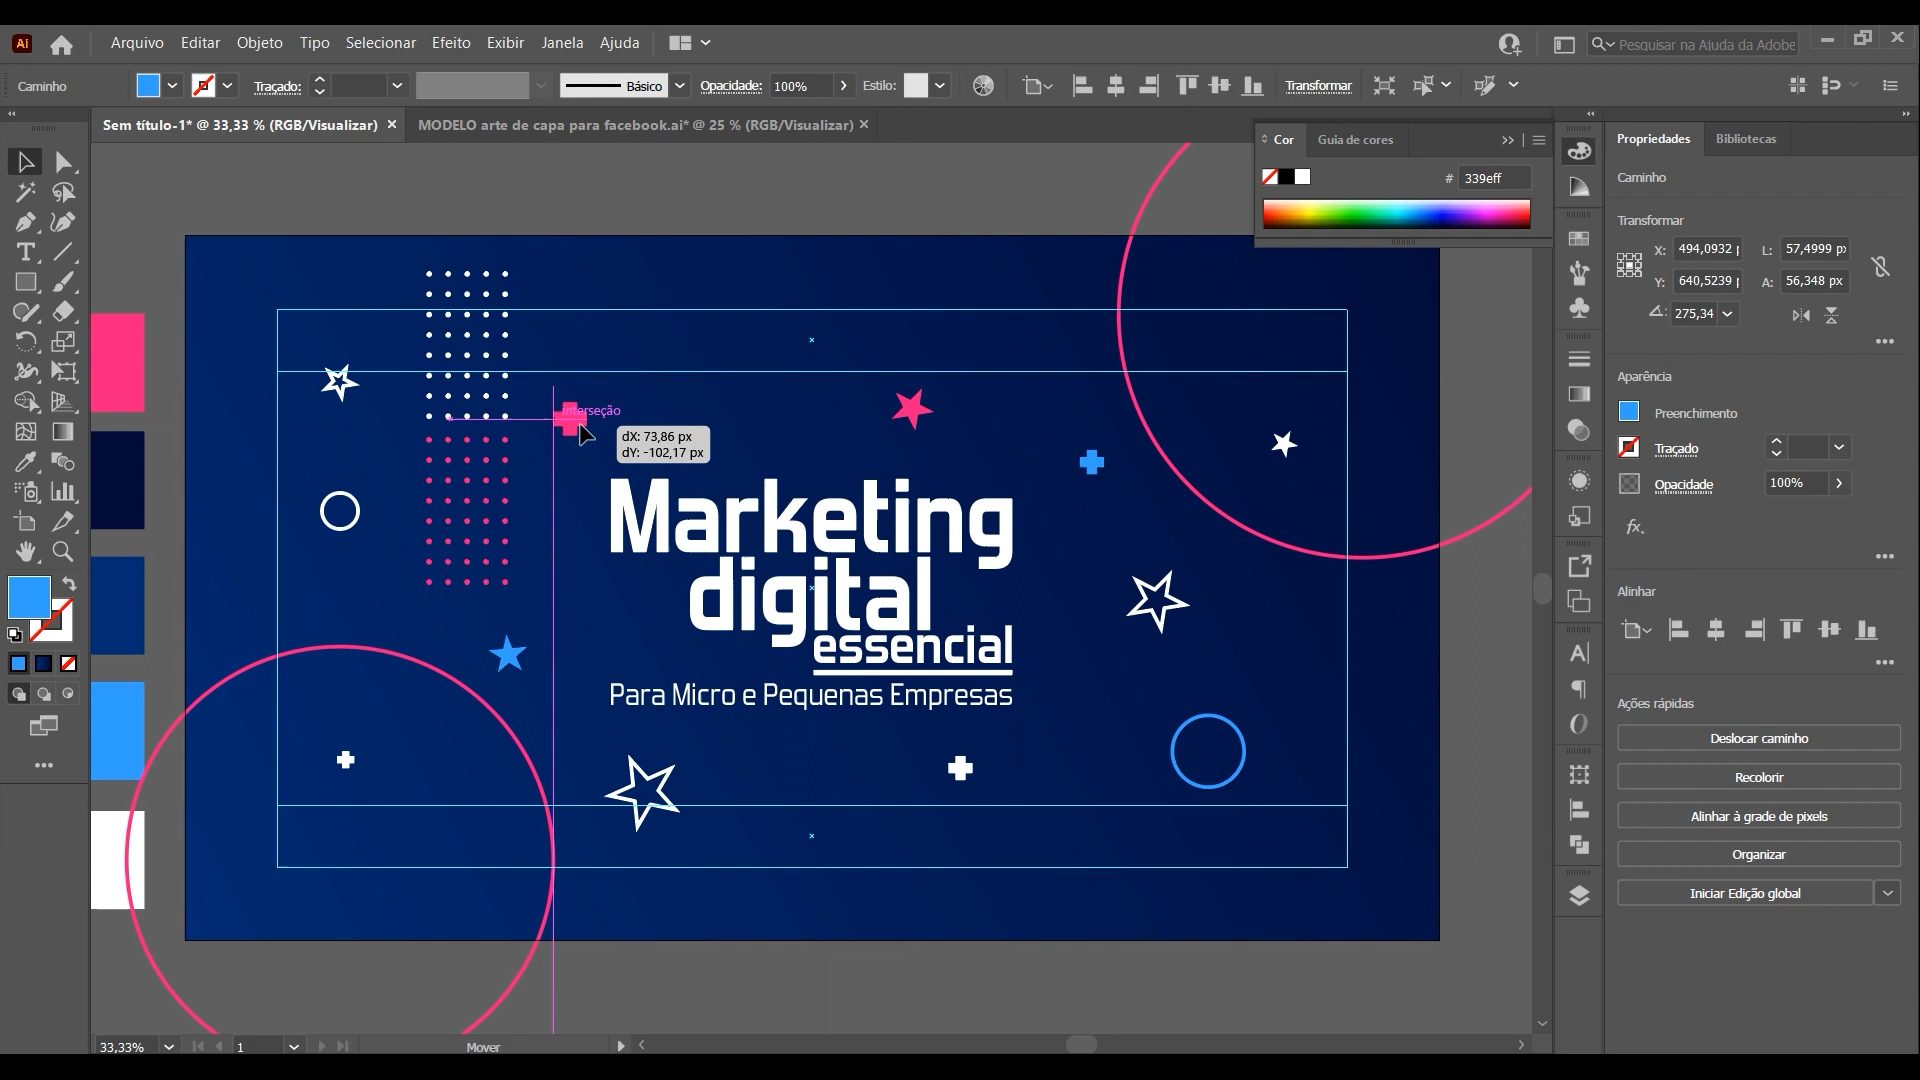 Ai
Arquivo Editar Objeto Tipo Selecionar Efeito Exibir Janela Ajuda
Pesquisar na Ajuda da Adobe
Caminho
Traçado:
Básico
Opacidade: 100%
Estilo:
Transformar
Sem título-1* @ 33,33 % (RGB/Visualizar)
MODELO arte de capa para facebook.ai* @ 25 % (RGB/Visualizar)
Cor
Guia de cores
# 339eff
Propriedades
Bibliotecas
Caminho
Transformar
X: 494,0932 L: 57,4999 px
Y: 640,5239 A: 56,348 px
275,34
Aparência
Preenchimento
Traçado
Opacidade 100%
fx.
Alinhar
Ações rápidas
Deslocar caminho
Recolorir
Alinhar à grade de pixels
Organizar
Iniciar Edição global
interseção
dX: 73,86 px
dY: -102,17 px
Marketing
digital
essencial
Para Micro e Pequenas Empresas
33,33%
1
Mover